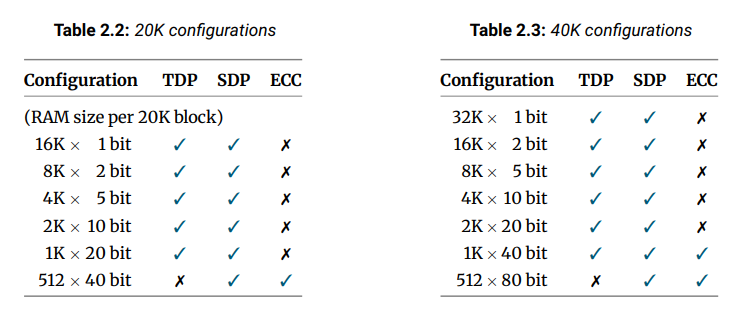 Table 2.2: 20K configurations
Configuration TDP SDP ECC
(RAM size per 20K block)
16K × 1 bit ✓ ✓ ✗
8K × 2 bit ✓ ✓ ✗
4K × 5 bit ✓ ✓ ✗
2K × 10 bit ✓ ✓ ✗
1K × 20 bit ✓ ✓ ✗
512 × 40 bit ✗ ✓ ✓
Table 2.3: 40K configurations
Configuration TDP SDP ECC
32K × 1 bit ✓ ✓ ✗
16K × 2 bit ✓ ✓ ✗
8K × 5 bit ✓ ✓ ✗
4K × 10 bit ✓ ✓ ✗
2K × 20 bit ✓ ✓ ✗
1K × 40 bit ✓ ✓ ✓
512 × 80 bit ✗ ✓ ✓